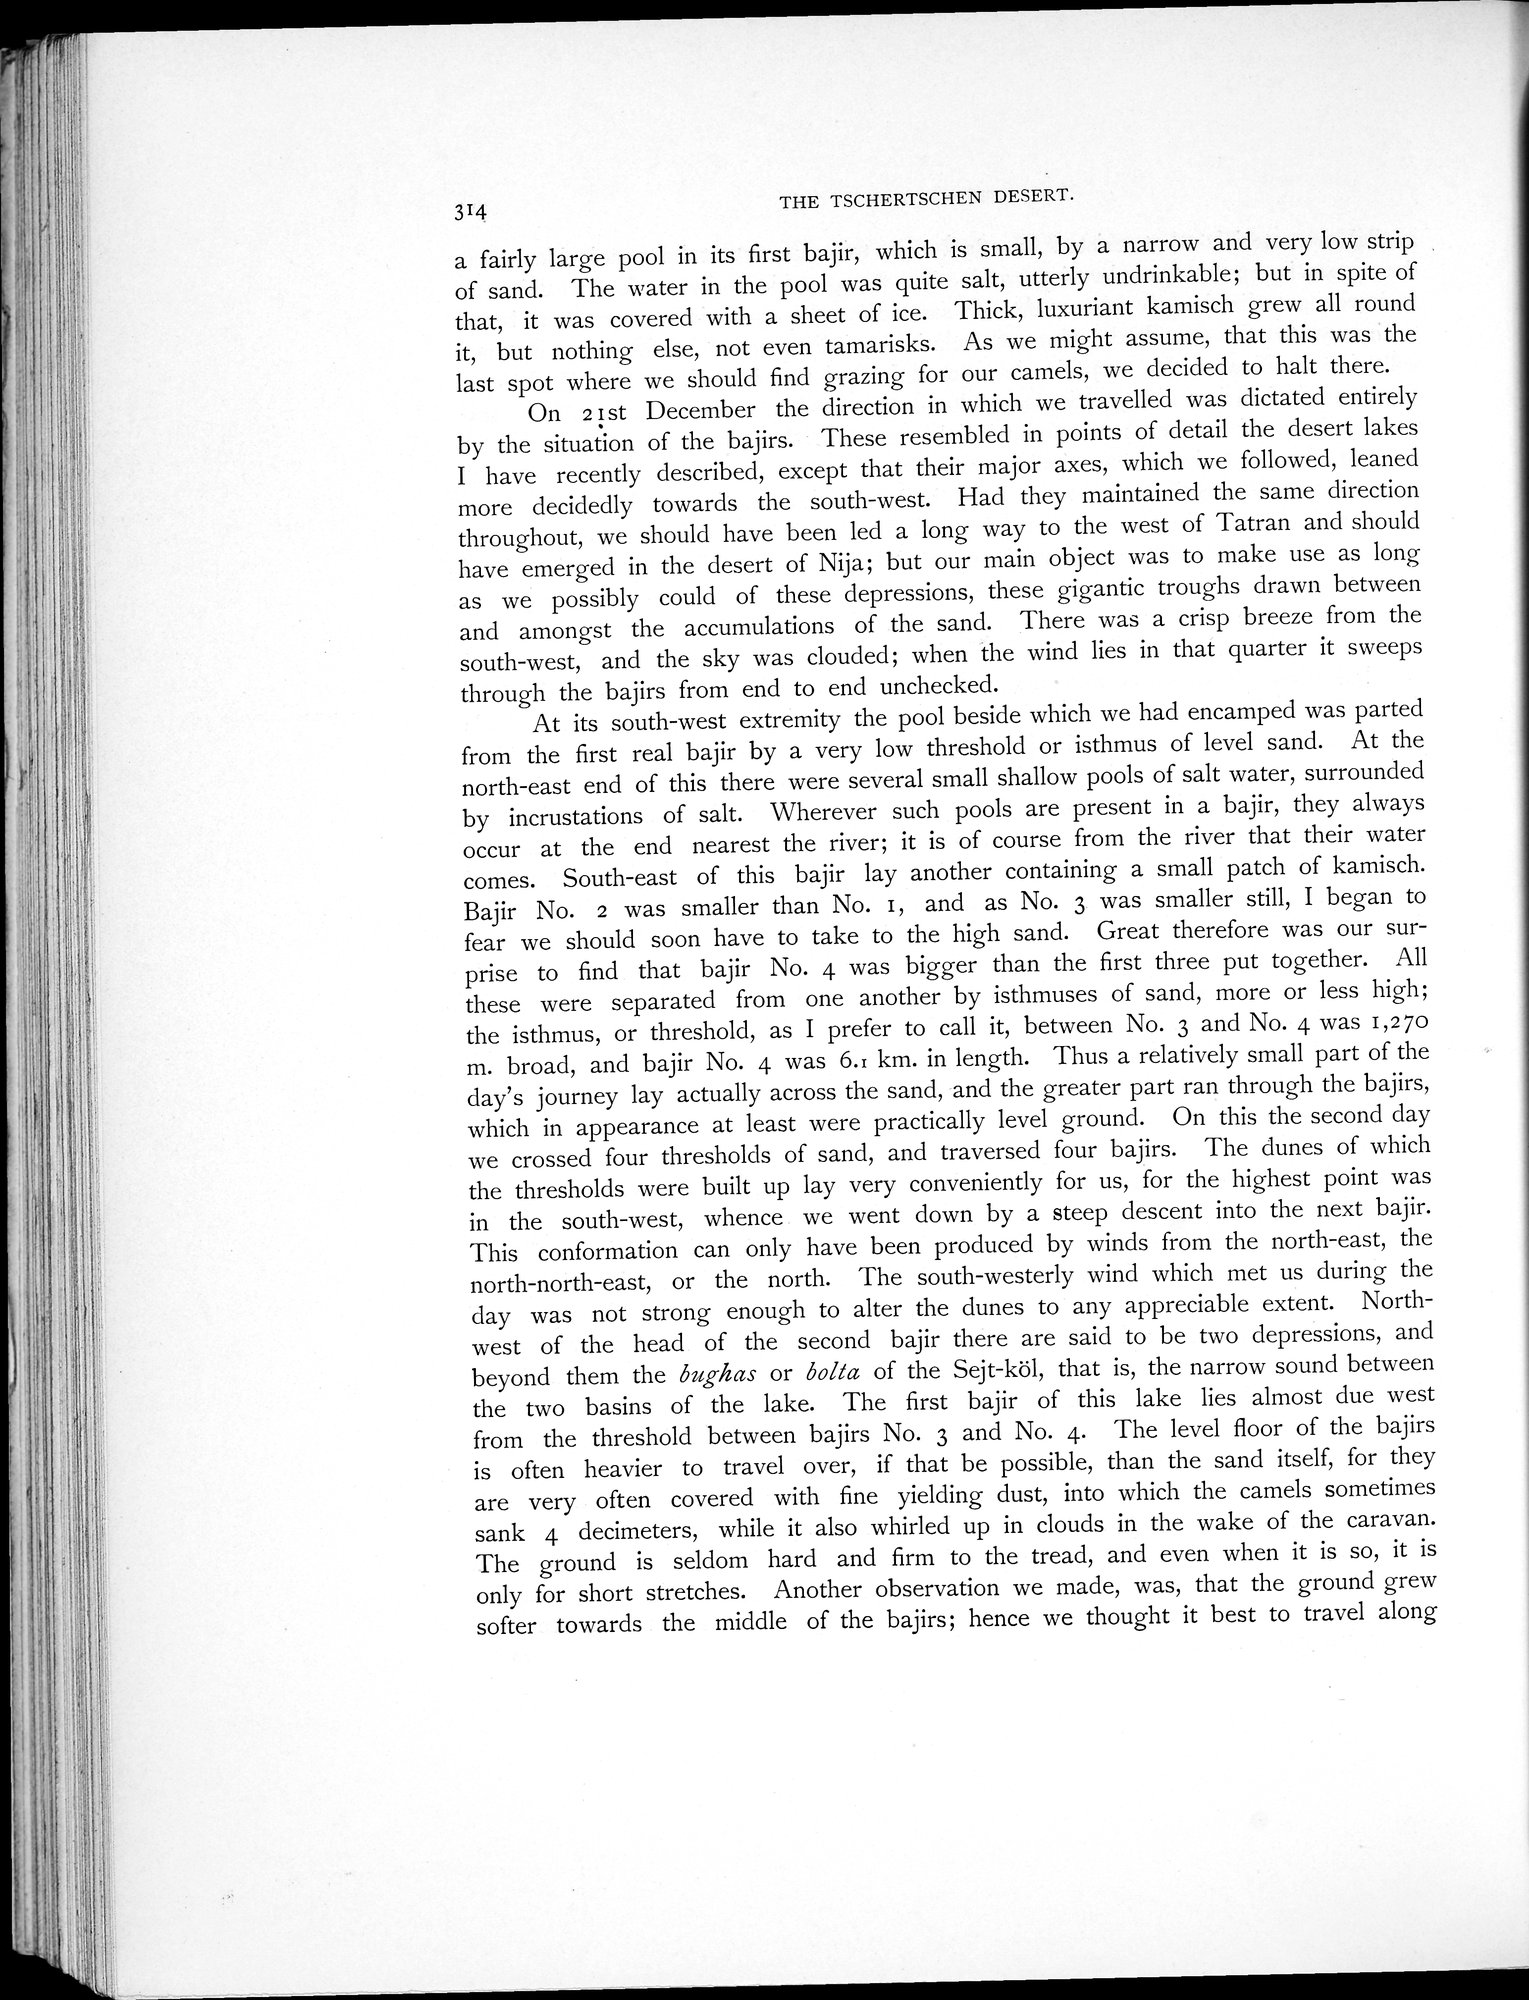 314
THE TSCHERTSCHEN DESERT.
a fairly large pool in its first bajir, which is small, by a narrow and very low strip
of sand. The water in the pool was quite salt, utterly undrinkable; but in spite of
that, it was covered with a sheet of ice. Thick, luxuriant kamisch grew all round
it, but nothing else, not even tamarisks. As we might assume, that this was the
last spot where we should find grazing for our camels, we decided to halt there.
On 21st December the direction in which we travelled was dictated entirely
by the situation of the bajirs. These resembled in points of detail the desert lakes
I have recently described, except that their major axes, which we followed, leaned
more decidedly towards the south-west. Had they maintained the same direction
throughout, we should have been led a long way to the west of Tatran and should
have emerged in the desert of Nija; but our main object was to make use as long
as we possibly could of these depressions, these gigantic troughs drawn between
and amongst the accumulations of the sand. There was a crisp breeze from the
south-west, and the sky was clouded; when the wind lies in that quarter it sweeps
through the bajirs from end to end unchecked.
At its south-west extremity the pool beside which we had encamped was parted
from the first real bajir by a very low threshold or isthmus of level sand. At the
north-east end of this there were several small shallow pools of salt water, surrounded
by incrustations of salt. Wherever such pools are present in a bajir, they always
occur at the end nearest the river; it is of course from the river that their water
comes. South-east of this bajir lay another containing a small patch of kamisch.
Bajir No. 2 was smaller than No. 1, and as No. 3 was smaller still, I began to
fear we should soon have to take to the high sand. Great therefore was our sur-
prise to find that bajir No. 4 was bigger than the first three put together. All
these were separated from one another by isthmuses of sand, more or less high;
the isthmus, or threshold, as I prefer to call it, between No. 3 and No. 4 was 1,270
m. broad, and bajir No. 4 was 6.1 km. in length. Thus a relatively small part of the
day's journey lay actually across the sand, and the greater part ran through the bajirs,
which in appearance at least were practically level ground. On this the second day
we crossed four thresholds of sand, and traversed four bajirs. The dunes of which
the thresholds were built up lay very conveniently for us, for the highest point was
in the south-west, whence we went down by a steep descent into the next bajir.
This conformation can only have been produced by winds from the north-east, the
north-north-east, or the north. The south-westerly wind which met us during the
day was not strong enough to alter the dunes to any appreciable extent. North-
west of the head of the second bajir there are said to be two depressions, and
beyond them the bughas or bolta of the Sejt-köl, that is, the narrow sound between
the two basins of the lake. The first bajir of this lake lies almost due west
from the threshold between bajirs No. 3 and No. 4. The level floor of the bajirs
is often heavier to travel over, if that be possible, than the sand itself, for they
are very often covered with fine yielding dust, into which the camels sometimes
sank 4 decimeters, while it also whirled up in clouds in the wake of the caravan.
The ground is seldom hard and firm to the tread, and even when it is so, it is
only for short stretches. Another observation we made, was, that the ground grew
softer towards the middle of the bajirs; hence we thought it best to travel along